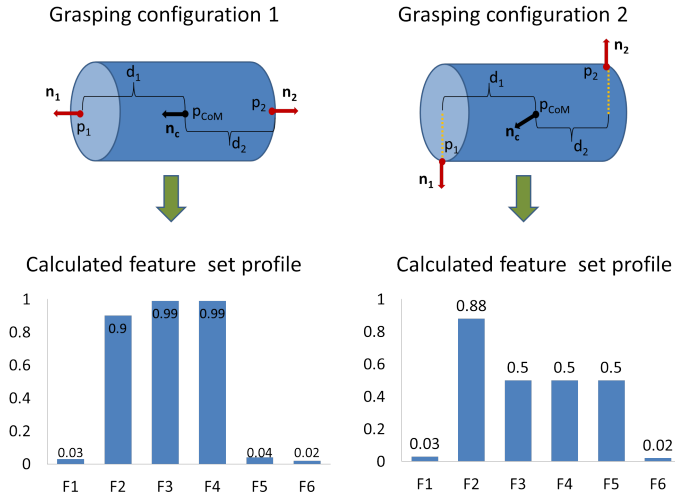 Grasping configuration 1
Grasping configuration 2
n1
d1
n2
p1
nc
pCoM
p2
d2
n2
p2
d1
pCoM
nc
d2
p1
n1
Calculated feature set profile
Calculated feature set profile
1
0.8
0.6
0.4
0.2
0
0.03
0.9
0.99
0.99
0.04
0.02
F1 F2 F3 F4 F5 F6
1
0.8
0.6
0.4
0.2
0
0.03
0.88
0.5
0.5
0.5
0.02
F1 F2 F3 F4 F5 F6